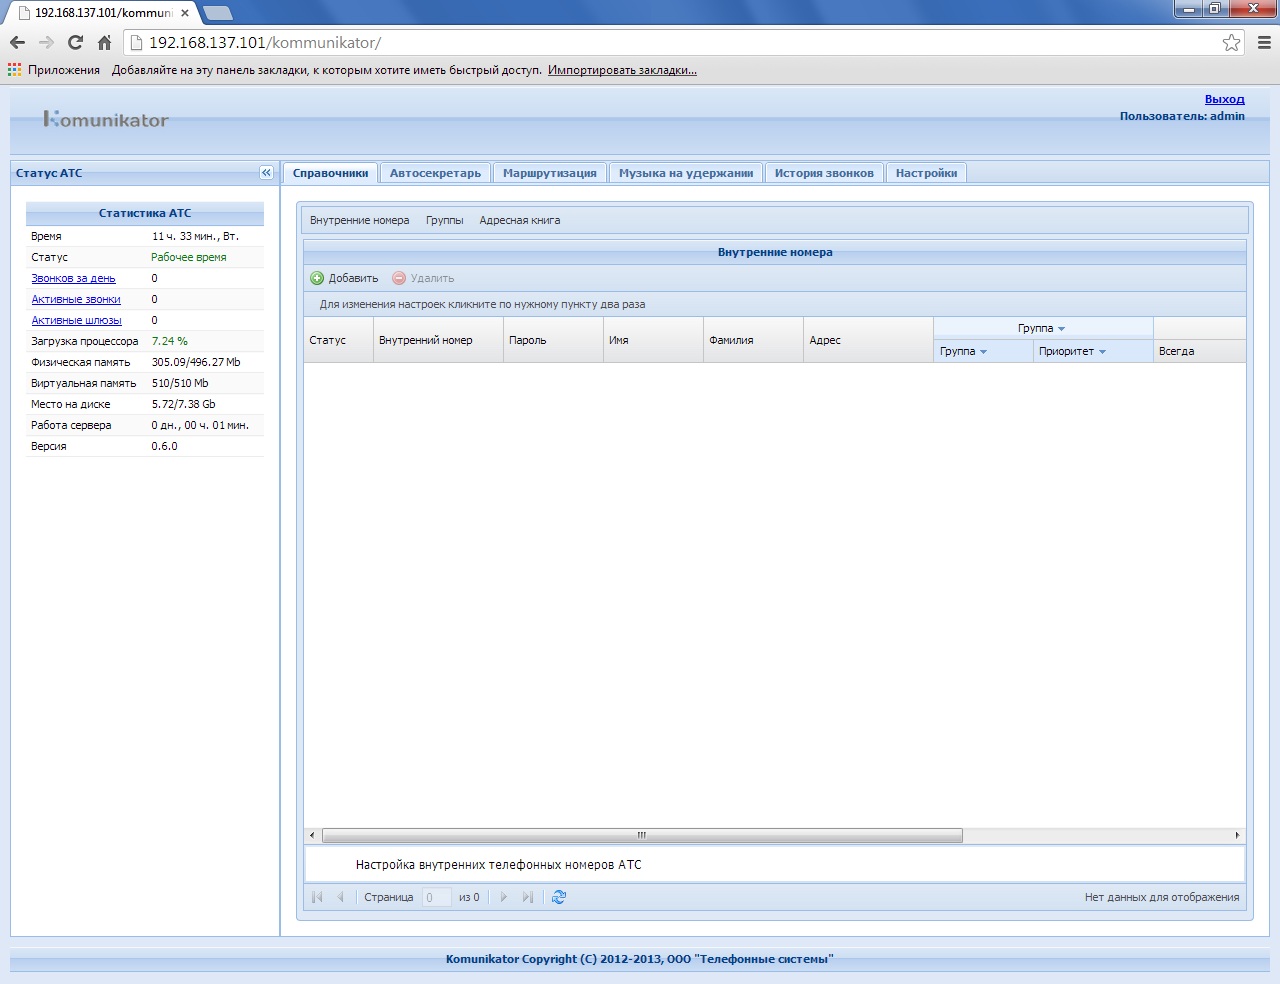 192.168.137.101/kommuni
192.168.137.101/kommunikator/
Приложения Добавляйте на эту панель закладки, к которым хотите иметь быстрый доступ. Импортировать закладки...
Выход
Komunikator
Пользователь: admin
Статус АТС
Справочники Автосекретарь Маршрутизация Музыка на удержании История звонков Настройки
Статистика АТС
Время 11 ч. 33 мин., Вт.
Статус Рабочее время
Звонков за день 0
Активные звонки 0
Активные шлюзы 0
Загрузка процессора 7.24 %
Физическая память 305.09/496.27 Mb
Виртуальная память 510/510 Mb
Место на диске 5.72/7.38 Gb
Работа сервера 0 дн., 00 ч. 01 мин.
Версия 0.6.0
Внутренние номера Группы Адресная книга
Внутренние номера
Добавить Удалить
Для изменения настроек кликните по нужному пункту два раза
Статус Внутренний номер Пароль Имя Фамилия Адрес
Группа
Группа Приоритет Всегда
Настройка внутренних телефонных номеров АТС
Страница 0 из 0
Нет данных для отображения
Komunikator Copyright (C) 2012-2013, ООО "Телефонные системы"